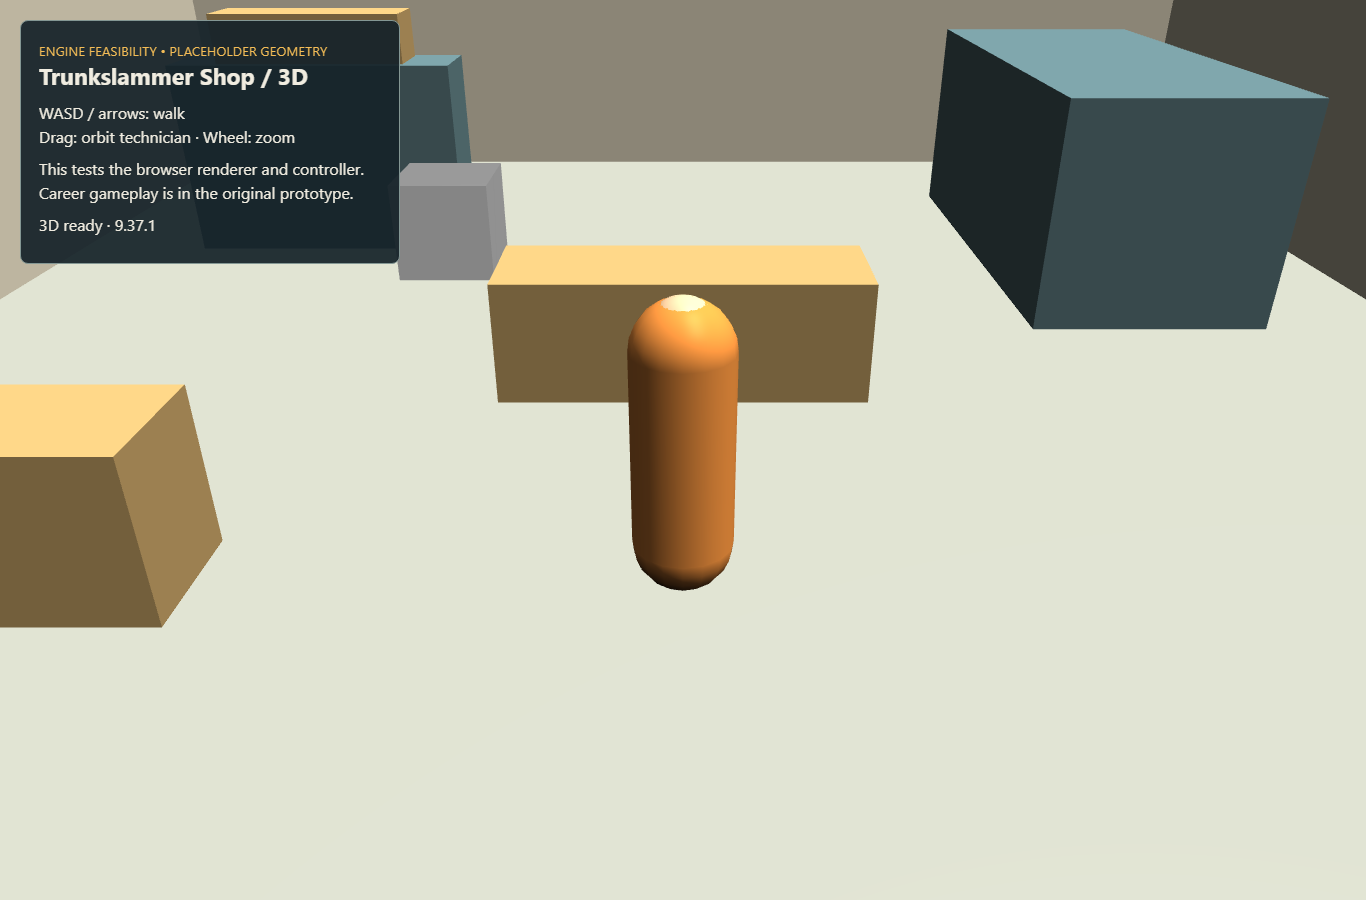 ENGINE FEASIBILITY • PLACEHOLDER GEOMETRY
Trunkslammer Shop / 3D
WASD / arrows: walk
Drag: orbit technician · Wheel: zoom
This tests the browser renderer and controller.
Career gameplay is in the original prototype.
3D ready · 9.37.1